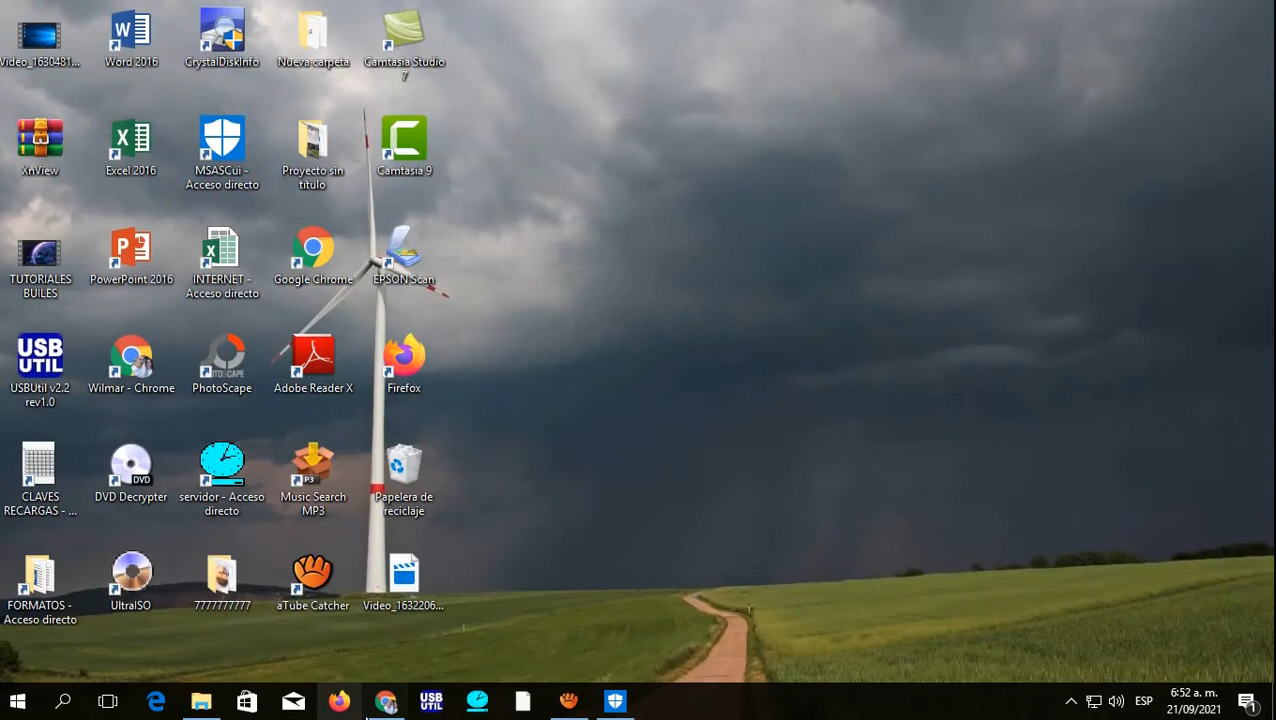 Video_1630481...
Word 2016
CrystalDiskInfo
Nueva carpeta
Camtasia Studio
7
XnView
Excel 2016
MSASCui -
Acceso directo
Proyecto sin
título
Camtasia 9
TUTORIALES
BUILES
PowerPoint 2016
INTERNET -
Acceso directo
Google Chrome
EPSON Scan
USB
UTIL
USBUtil v2.2
rev1.0
Wilmar - Chrome
PhotoScape
Adobe Reader X
Firefox
CLAVES
RECARGAS - ...
DVD
DVD Decrypter
servidor - Acceso
directo
P3
Music Search
MP3
Papelera de
reciclaje
FORMATOS -
Acceso directo
UltraISO
7777777777
aTube Catcher
Video_1632206...
USB
UTIL
ESP
6:52 a. m.
21/09/2021
1